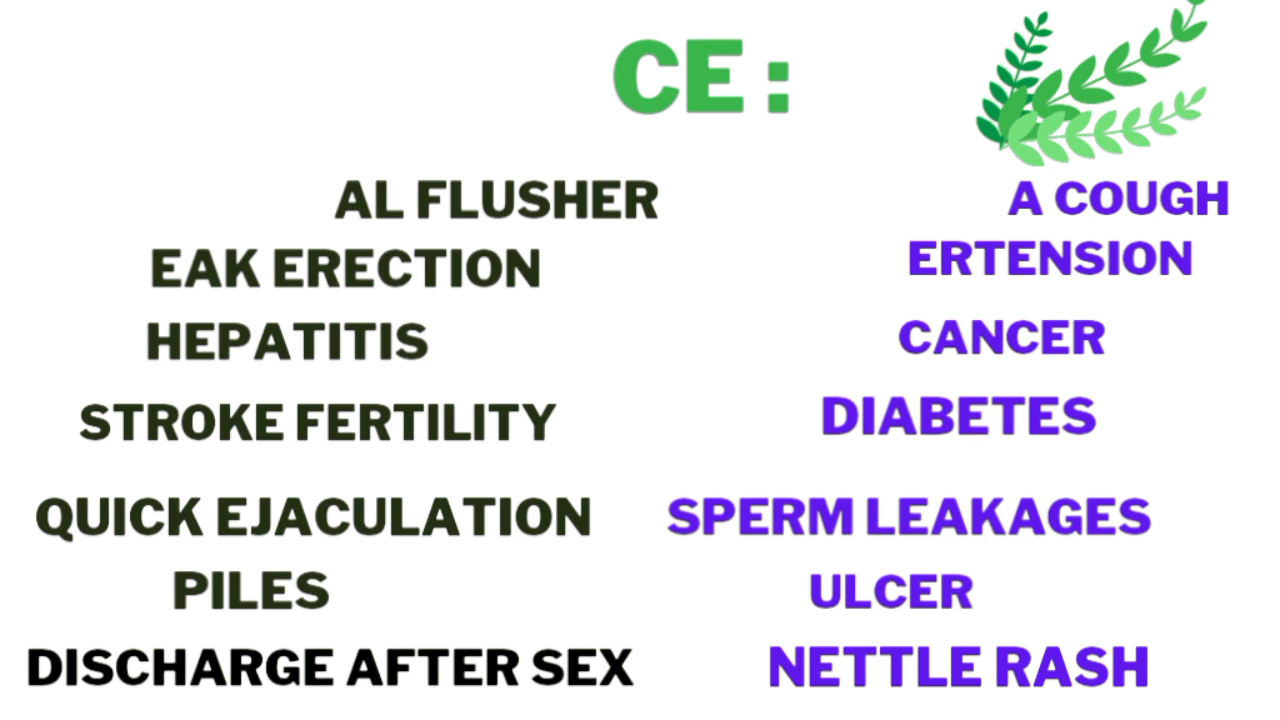 CE :
AL FLUSHER
A COUGH
EAK ERECTION
ERTENSION
HEPATITIS
CANCER
STROKE FERTILITY
DIABETES
QUICK EJACULATION
SPERM LEAKAGES
PILES
ULCER
DISCHARGE AFTER SEX
NETTLE RASH